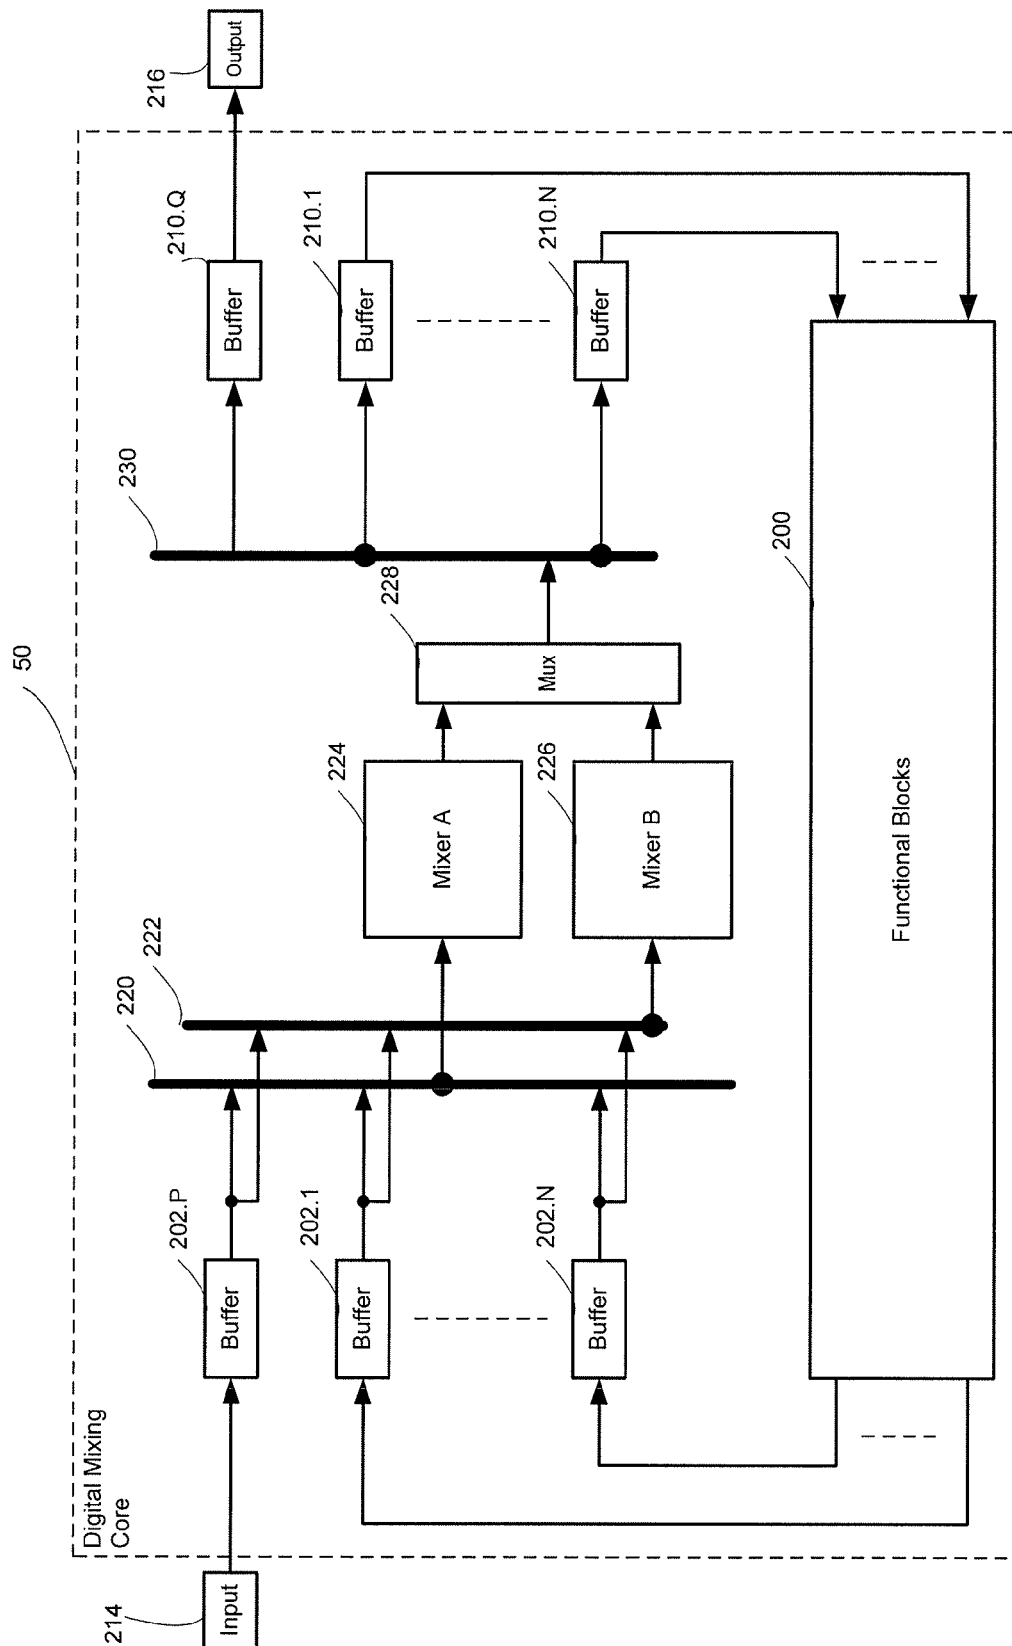 50
Digital Mixing
Core
214
Input
202.P
Buffer
202.1
Buffer
202.N
Buffer
220
222
224
Mixer A
226
Mixer B
228
Mux
230
210.Q
Buffer
210.1
Buffer
210.N
Buffer
216
Output
200
Functional Blocks